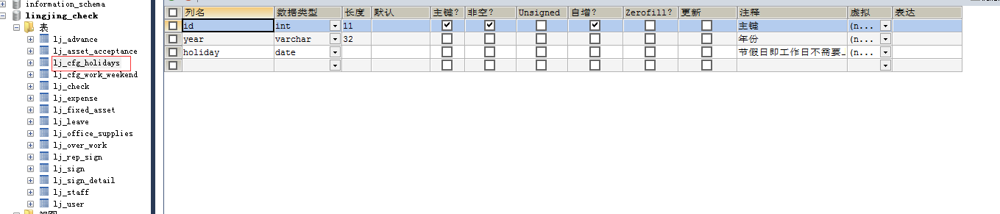 information_schema
lingjing_check
表
lj_advance
lj_asset_acceptance
lj_cfg_holidays
lj_cfg_work_weekend
lj_check
lj_expense
lj_fixed_asset
lj_leave
lj_office_supplies
lj_over_work
lj_rep_sign
lj_sign
lj_sign_detail
lj_staff
lj_user
列名 数据类型 长度 默认 主键? 非空? Unsigned 自增? Zerofill? 更新 注释 虚拟 表达
id int 11 主键 (n...
year varchar 32 年份 (n...
holiday date 节假日即工作日不需要… (n...